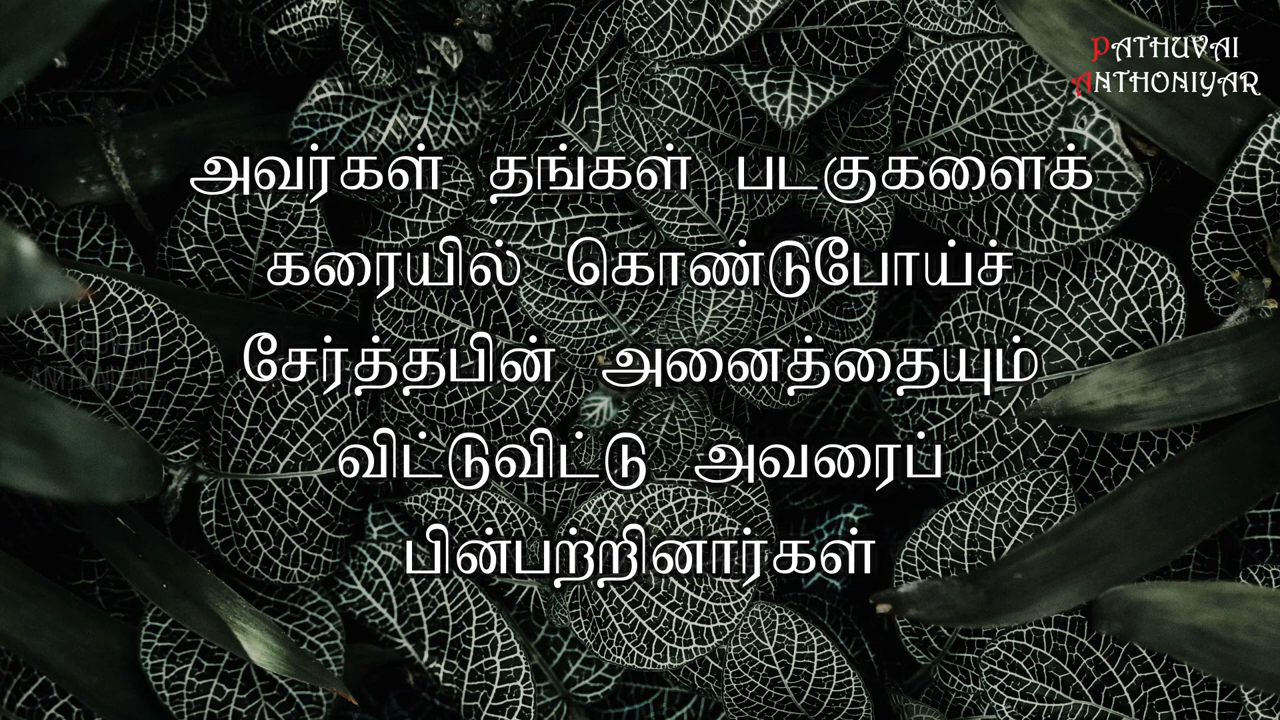 PATHUVAI
ANTHONIYAR
அவர்கள் தங்கள் படகுகளைக்
கரையில் கொண்டுபோய்ச்
சேர்த்தபின் அனைத்தையும்
விட்டுவிட்டு அவரைப்
பின்பற்றினார்கள்